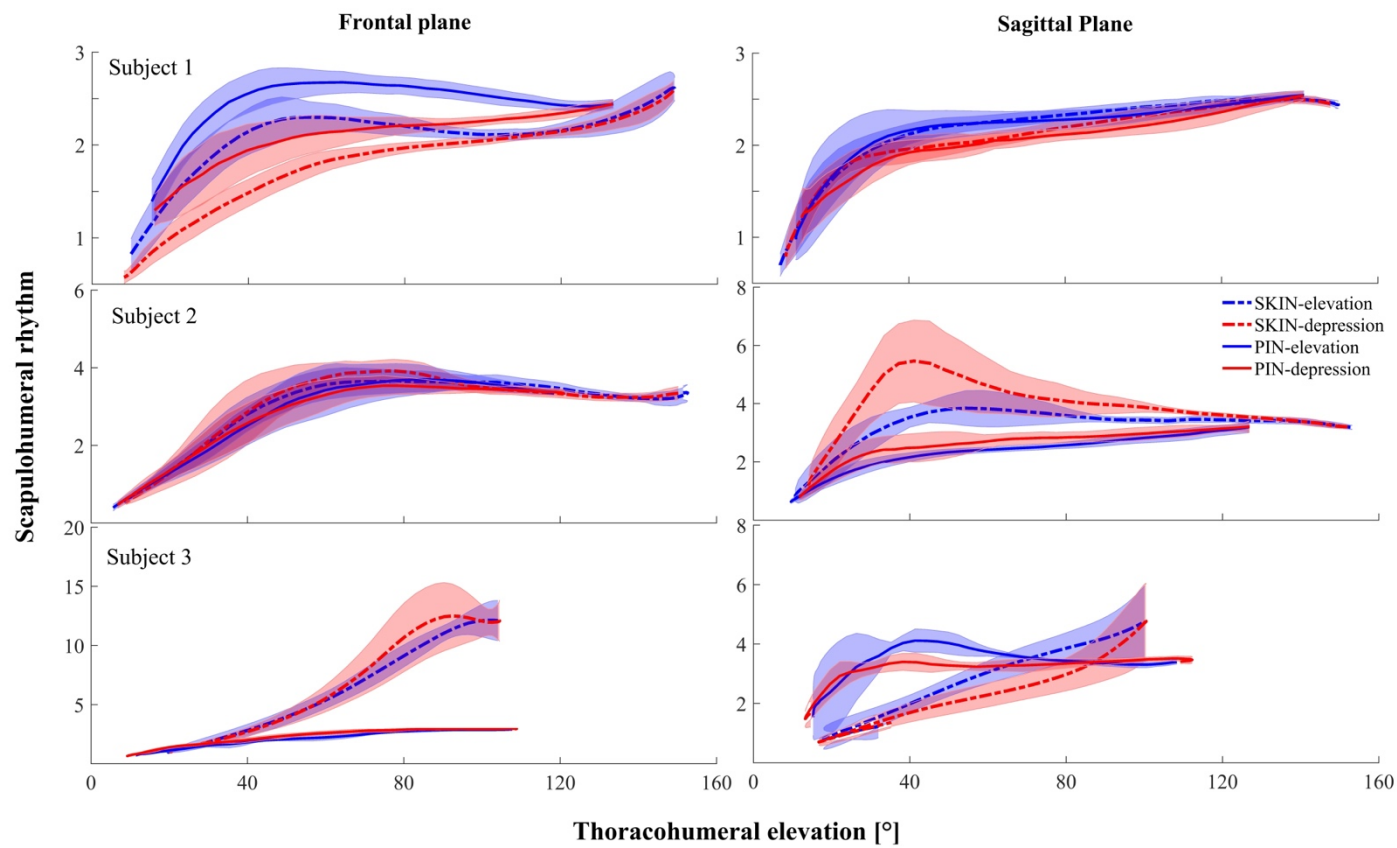 Frontal plane
Sagittal Plane
Scapulohumeral rhythm
Subject 1
3
2
1
3
2
1
Subject 2
6
4
2
8
6
4
2
SKIN-elevation
SKIN-depression
PIN-elevation
PIN-depression
Subject 3
20
15
10
5
8
6
4
2
0 40 80 120 160
0 40 80 120 160
Thoracohumeral elevation [°]